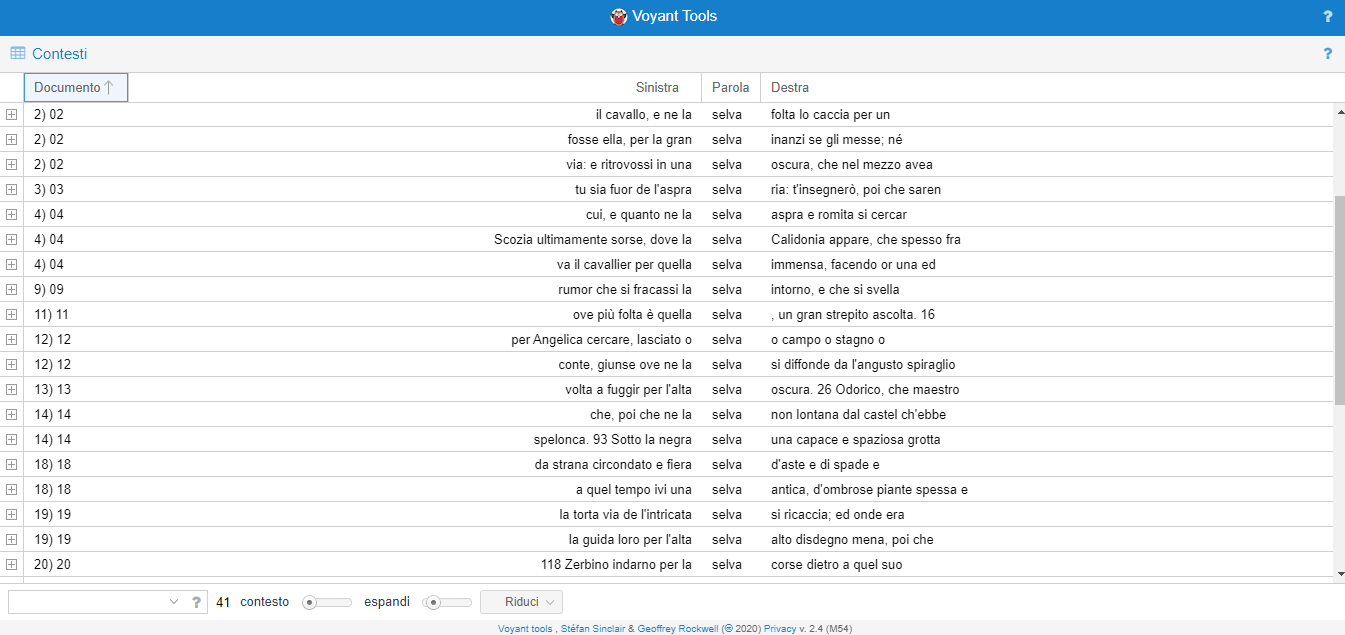 Voyant Tools ?
Contesti ?
Documento Sinistra Parola Destra
2) 02 il cavallo, e ne la selva folta lo caccia per un
2) 02 fosse ella, per la gran selva inanzi se gli messe; né
2) 02 via: e ritrovossi in una selva oscura, che nel mezzo avea
3) 03 tu sia fuor de l'aspra selva ria: t'insegnerò, poi che saren
4) 04 cui, e quanto ne la selva aspra e romita si cercar
4) 04 Scozia ultimamente sorse, dove la selva Calidonia appare, che spesso fra
4) 04 va il cavallier per quella selva immensa, facendo or una ed
9) 09 rumor che si fracassi la selva intorno, e che si svella
11) 11 ove più folta è quella selva , un gran strepito ascolta. 16
12) 12 per Angelica cercare, lasciato o selva o campo o stagno o
12) 12 conte, giunse ove ne la selva si diffonde da l'angusto spiraglio
13) 13 volta a fuggir per l'alta selva oscura. 26 Odorico, che maestro
14) 14 che, poi che ne la selva non lontana dal castel ch'ebbe
14) 14 spelonca. 93 Sotto la negra selva una capace e spaziosa grotta
18) 18 da strana circondato e fiera selva d'aste e di spade e
18) 18 a quel tempo ivi una selva antica, d'ombrose piante spessa e
19) 19 la torta via de l'intricata selva si ricaccia; ed onde era
19) 19 la guida loro per l'alta selva alto disdegno mena, poi che
20) 20 118 Zerbino indarno per la selva corse dietro a quel suo
? 41 contesto espandi Riduci
Voyant tools , Stéfan Sinclair & Geoffrey Rockwell (© 2020) Privacy v. 2.4 (M54)